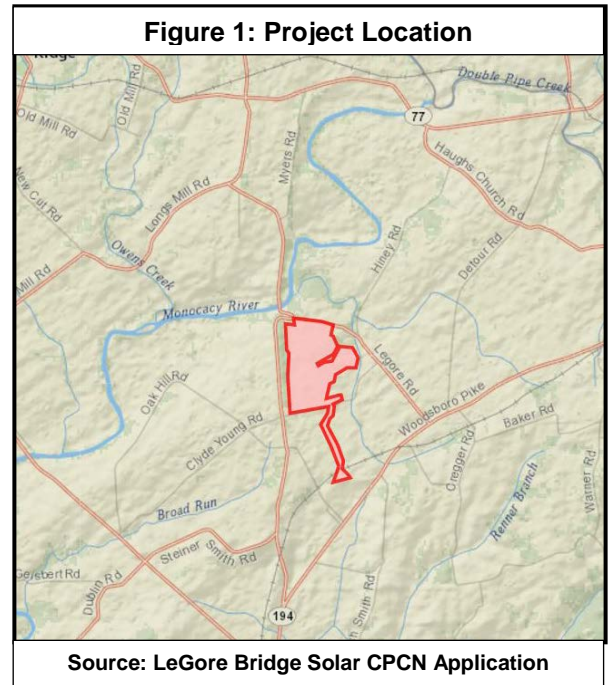 Figure 1: Project Location
Ridge
Double Pipe Creek
Old Mill Rd
Old Mill Rd
77
Myers Rd
Haughs Church Rd
New Cut Rd
Longs Mill Rd
Hiney Rd
Detour Rd
Owens Creek
Mill Rd
Monocacy River
Legore Rd
Oak Hill Rd
Woodsboro Pike
Baker Rd
Clyde Young Rd
Cregger Rd
Warner Rd
Renner Branch
Broad Run
Steiner Smith Rd
Geisbert Rd
Dublin Rd
194
Smith Rd
Source: LeGore Bridge Solar CPCN Application